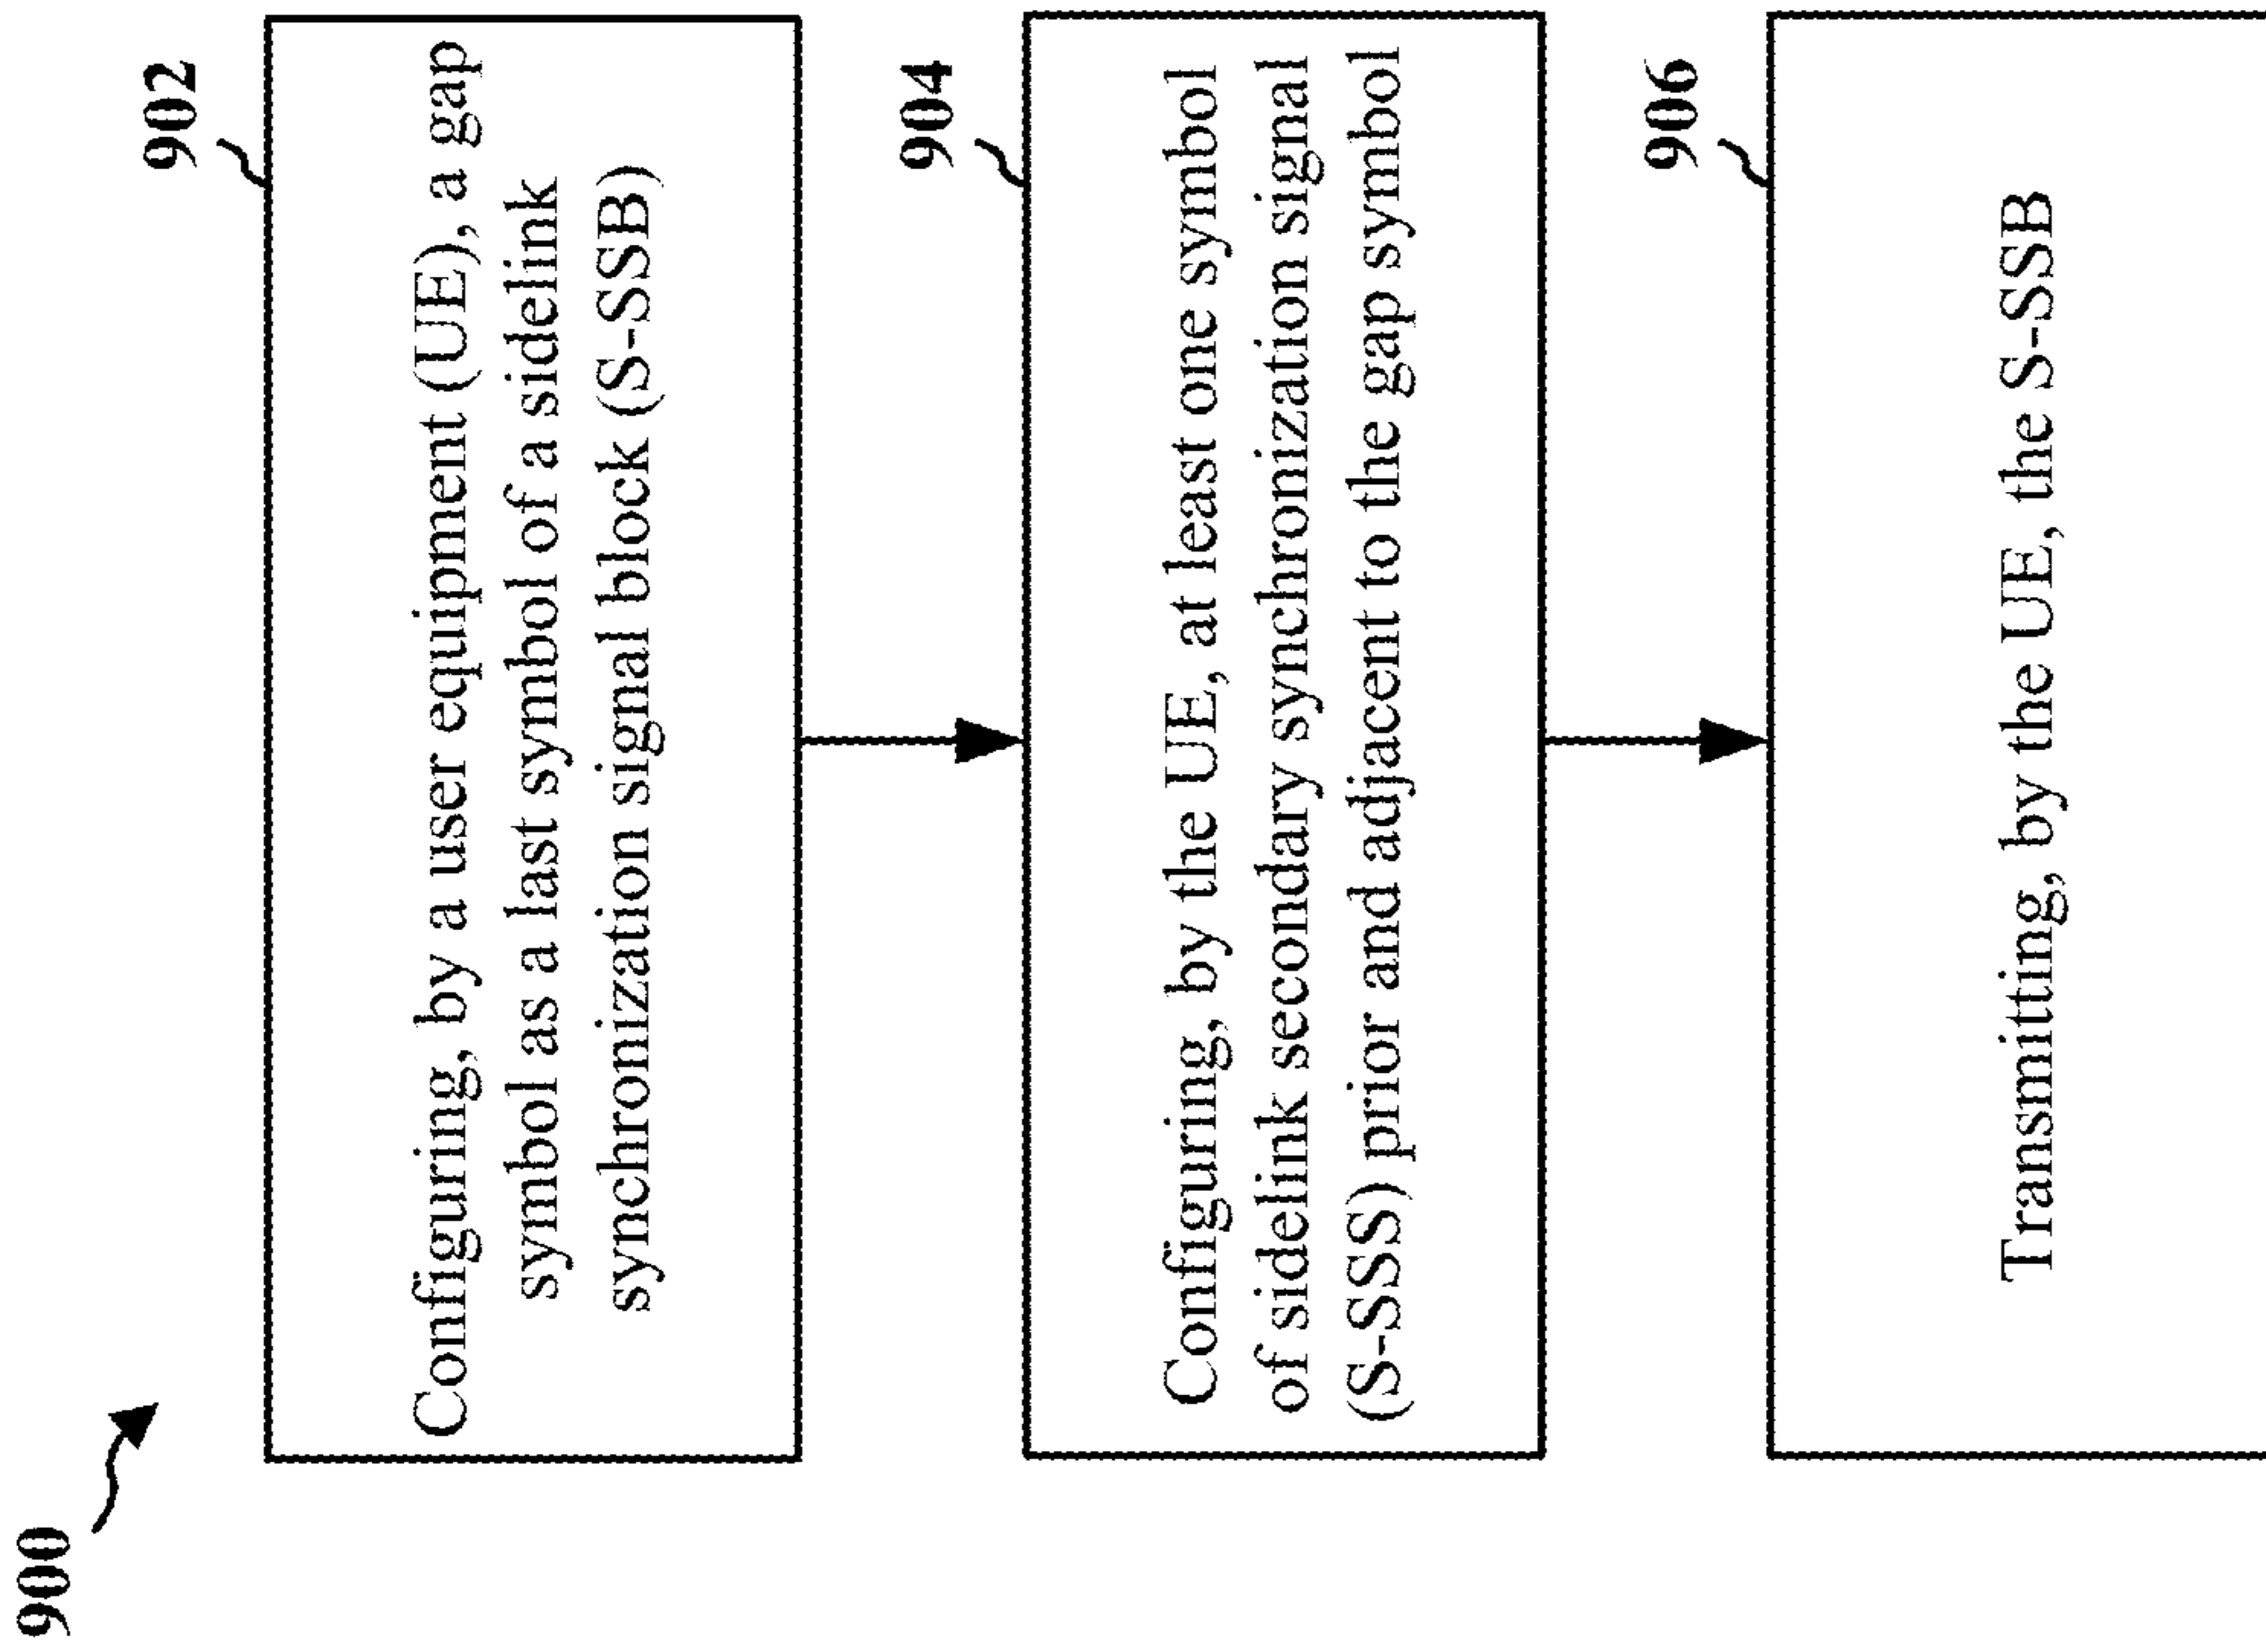 900
902
Configuring, by a user equipment (UE), a gap
symbol as a last symbol of a sidelink
synchronization signal block (S-SSB)
904
Configuring, by the UE, at least one symbol
of sidelink secondary synchronization signal
(S-SSS) prior and adjacent to the gap symbol
906
Transmitting, by the UE, the S-SSB